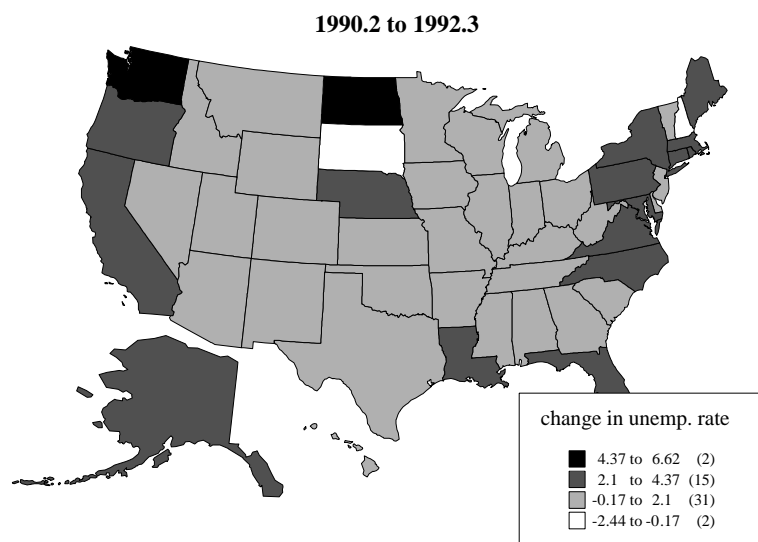 1990.2 to 1992.3
change in unemp. rate
4.37 to 6.62 (2)
2.1 to 4.37 (15)
-0.17 to 2.1 (31)
-2.44 to -0.17 (2)